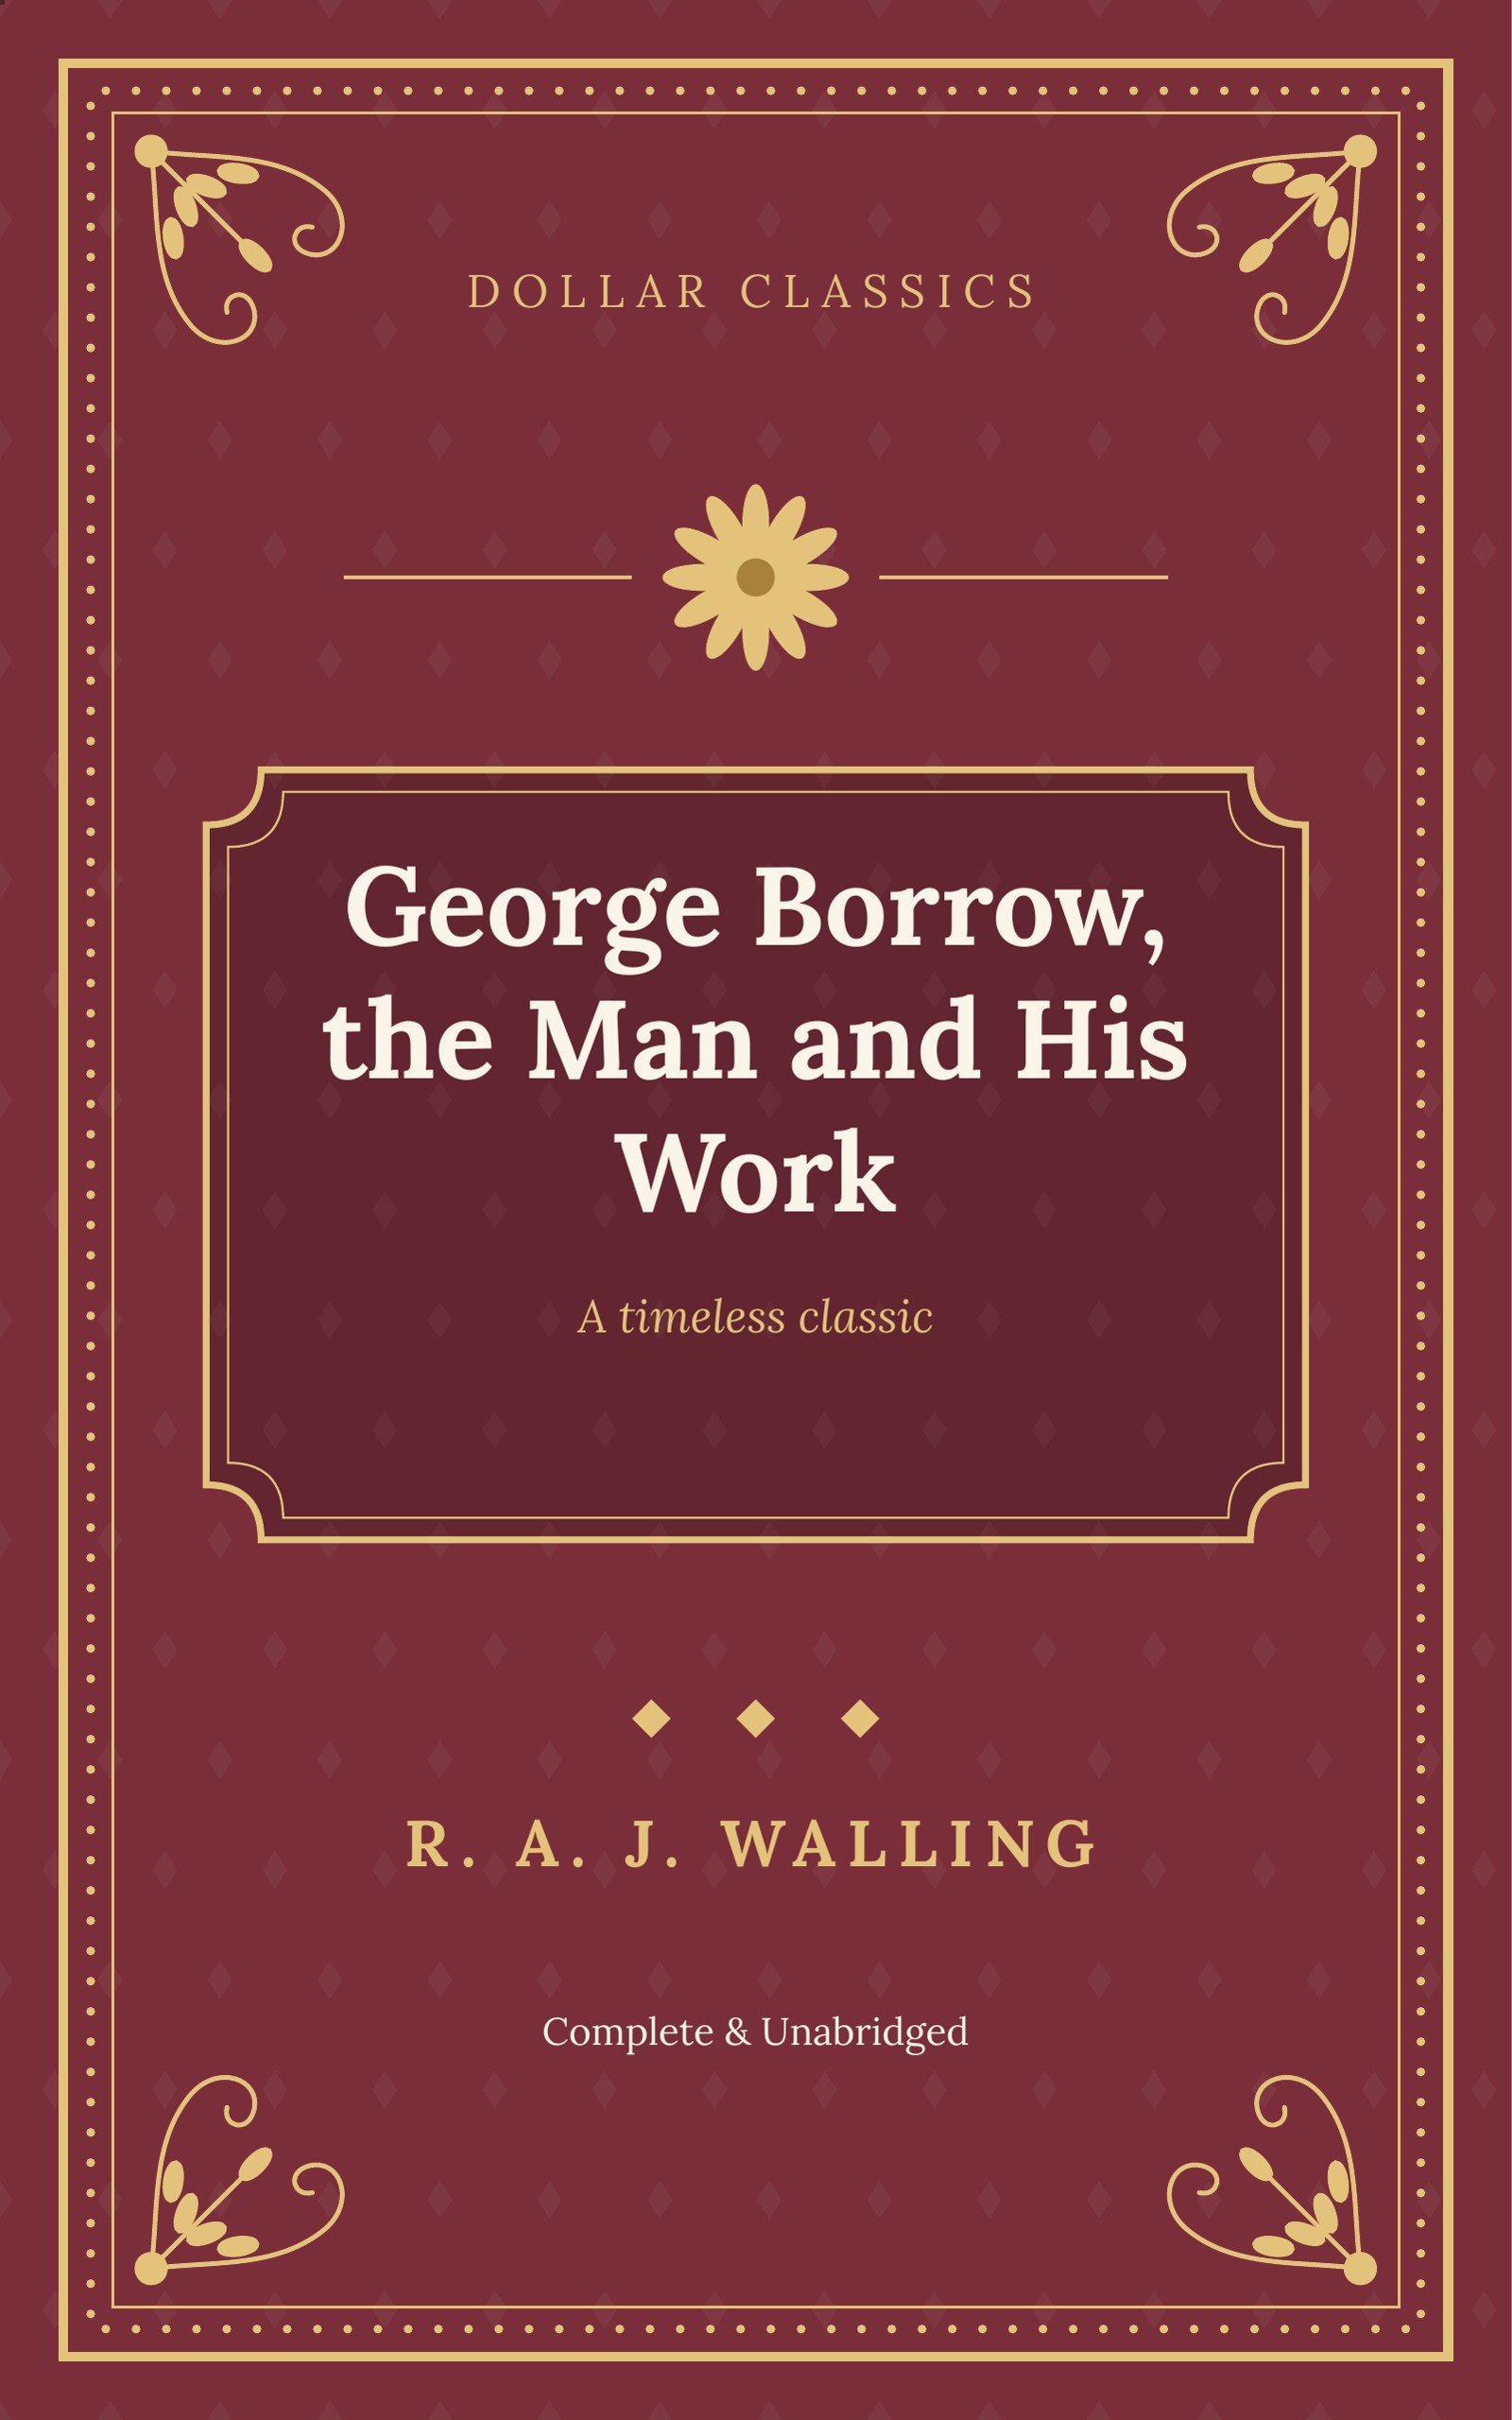 DOLLAR CLASSICS
George Borrow,
the Man and His
Work
A timeless classic
R. A. J. WALLING
Complete & Unabridged